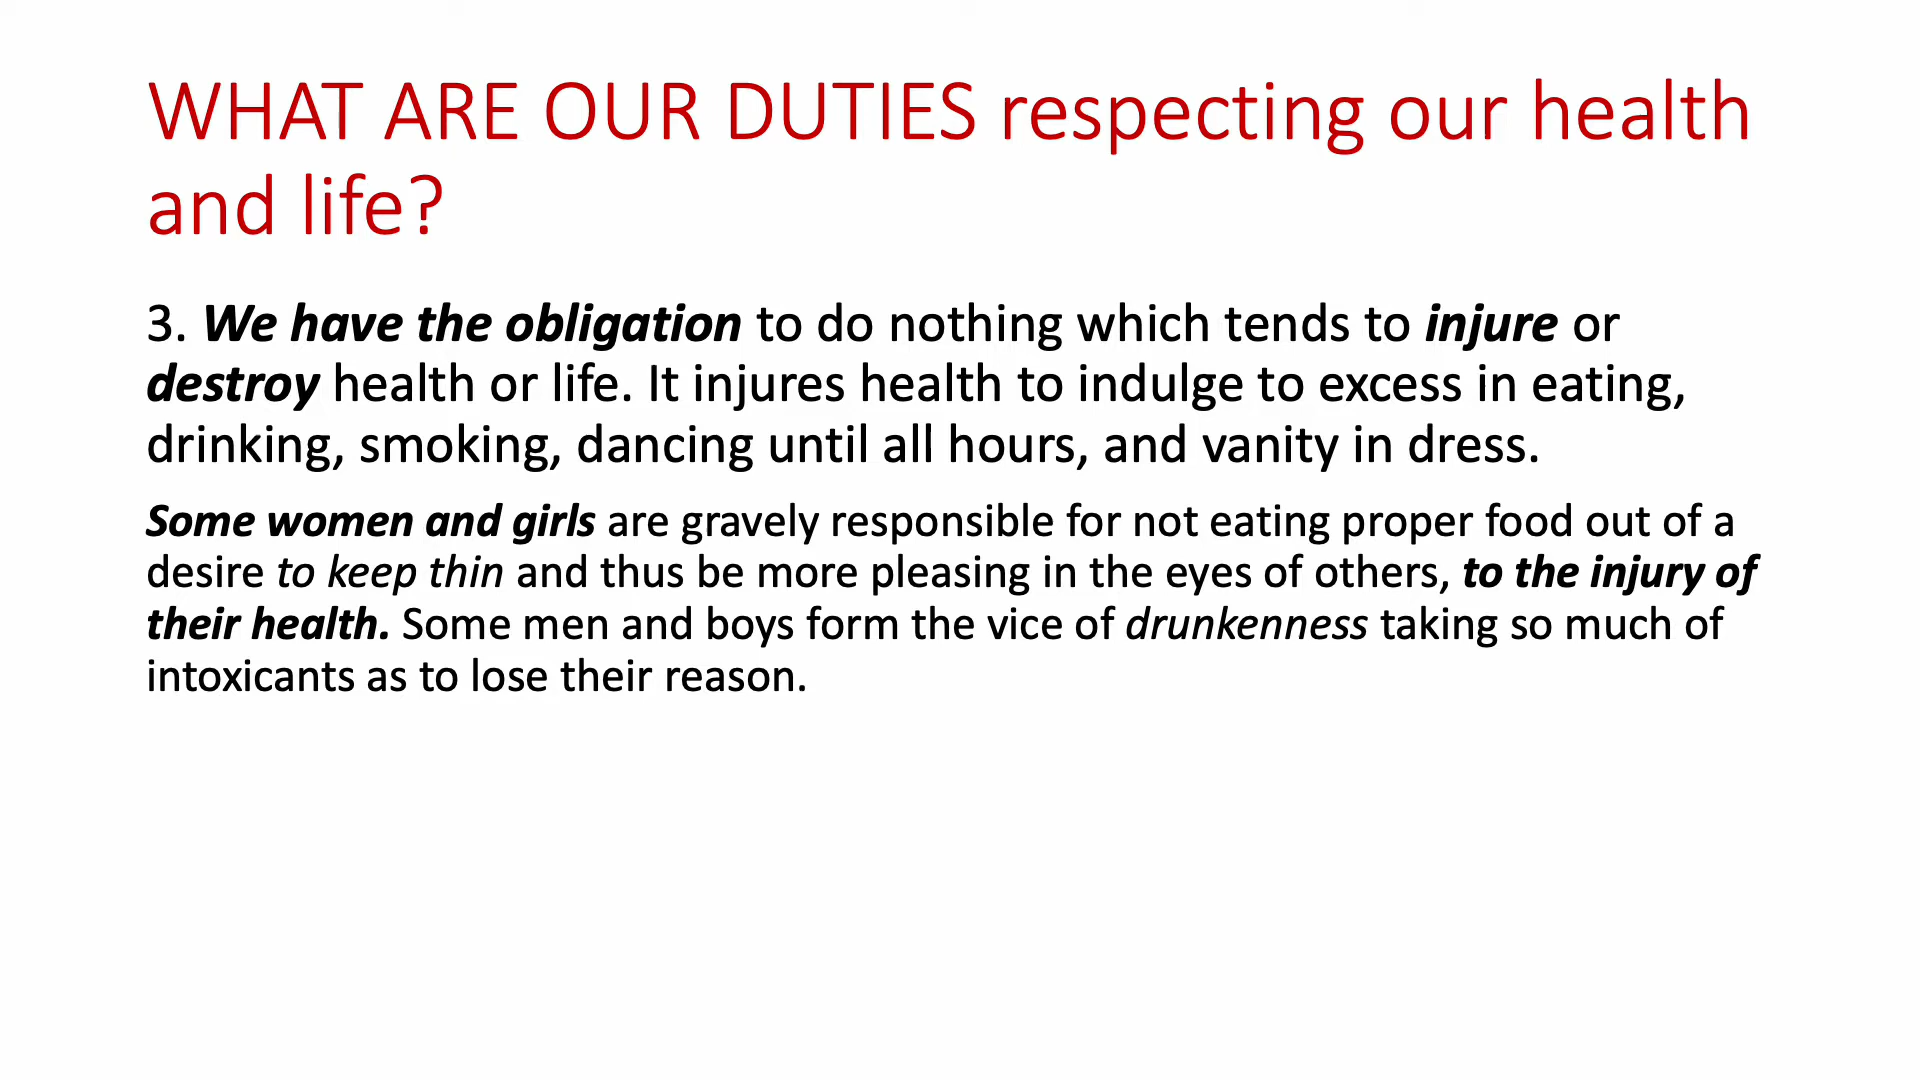 WHAT ARE OUR DUTIES respecting our health
and life?
3. We have the obligation to do nothing which tends to injure or
destroy health or life. It injures health to indulge to excess in eating,
drinking, smoking, dancing until all hours, and vanity in dress.
Some women and girls are gravely responsible for not eating proper food out of a
desire to keep thin and thus be more pleasing in the eyes of others, to the injury of
their health. Some men and boys form the vice of drunkenness taking so much of
intoxicants as to lose their reason.